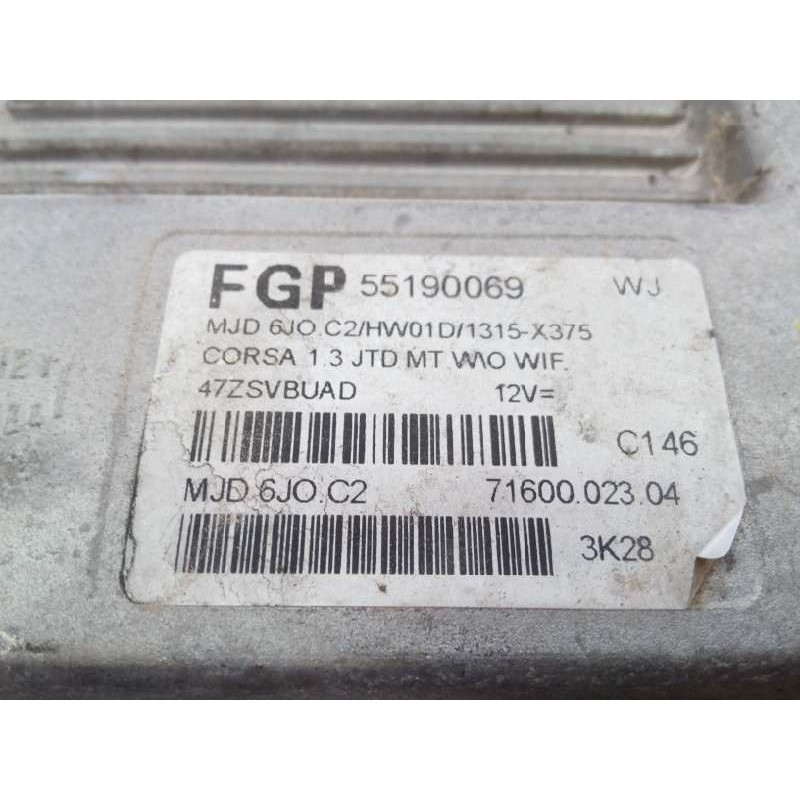 FGP 55190069 WJ
MJD 6JO.C2/HW01D/1315-X375
CORSA 1.3 JTD MT W\O WIF.
47ZSVBUAD 12V=
C146
MJD 6JO.C2 71600.023.04
3K28